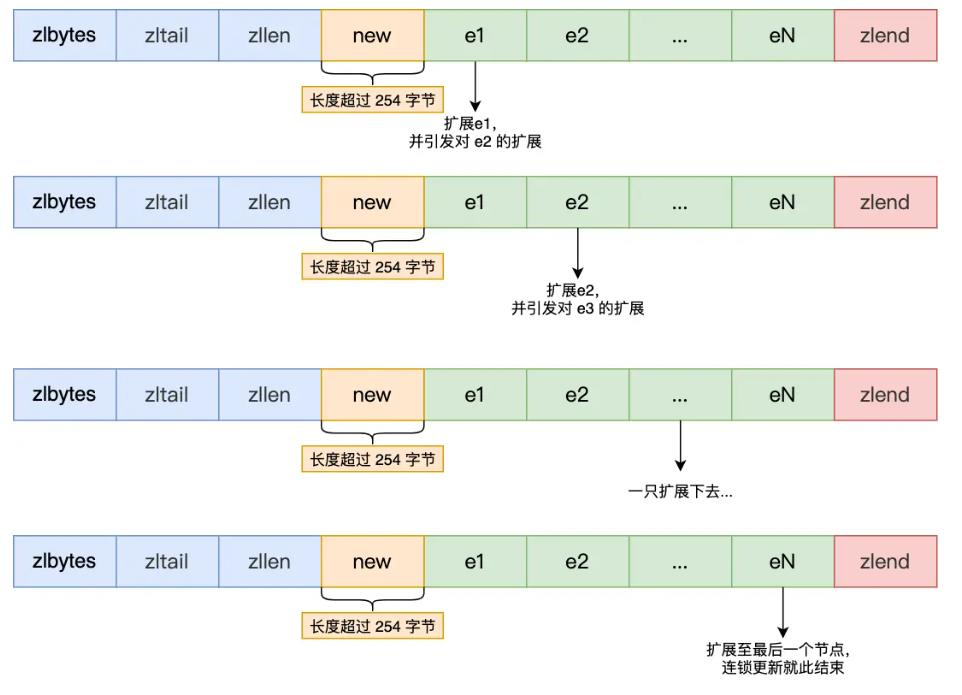 zlbytes zltail zllen new e1 e2 ... eN zlend
长度超过 254 字节
扩展e1，
并引发对 e2 的扩展
zlbytes zltail zllen new e1 e2 ... eN zlend
长度超过 254 字节
扩展e2，
并引发对 e3 的扩展
zlbytes zltail zllen new e1 e2 ... eN zlend
长度超过 254 字节
一只扩展下去...
zlbytes zltail zllen new e1 e2 ... eN zlend
长度超过 254 字节
扩展至最后一个节点，
连锁更新就此结束